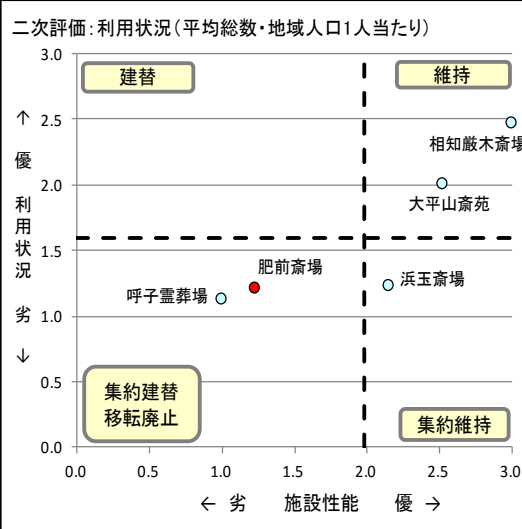 二次評価：利用状況（平均総数・地域人口1人当たり）
建替
維持
3.0
2.5
2.0
1.5
1.0
0.5
0.0
↑ 優 利用状況 劣 ↓
相知厳木斎場
大平山斎苑
肥前斎場
呼子霊葬場
浜玉斎場
集約建替
移転廃止
集約維持
0.0 0.5 1.0 1.5 2.0 2.5 3.0
← 劣 施設性能 優 →